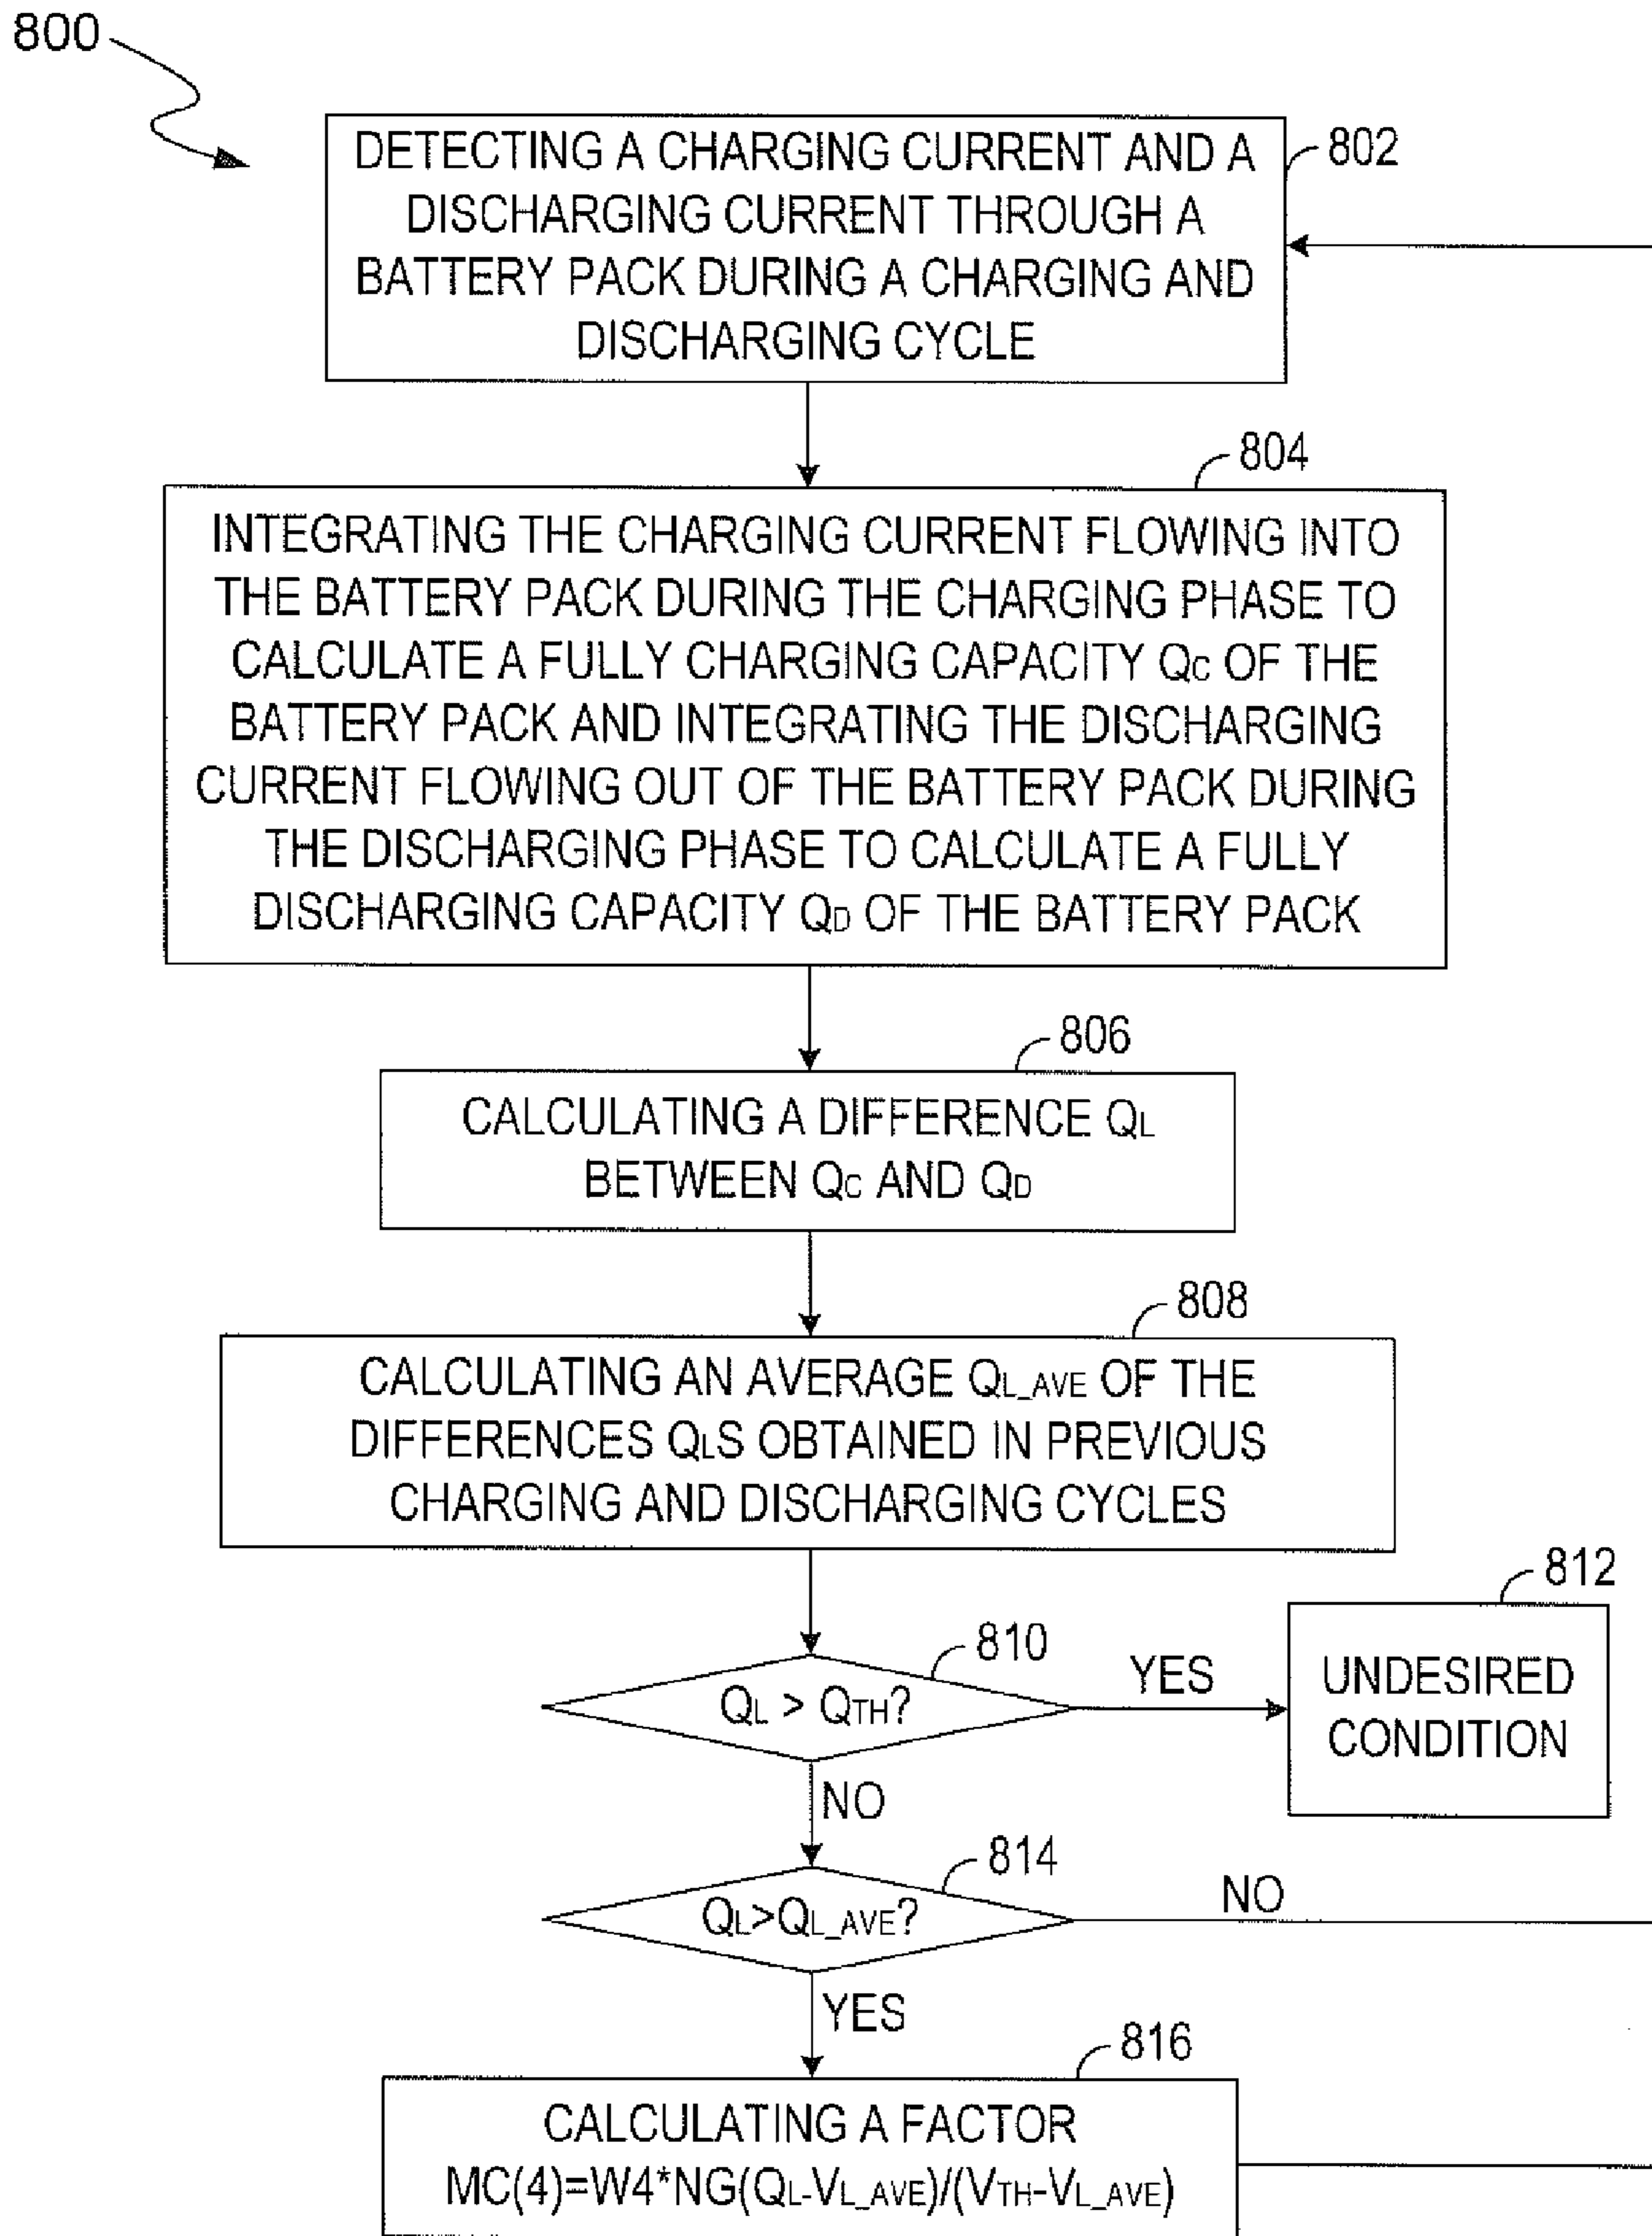 800
DETECTING A CHARGING CURRENT AND A
DISCHARGING CURRENT THROUGH A
BATTERY PACK DURING A CHARGING AND
DISCHARGING CYCLE
802
804
INTEGRATING THE CHARGING CURRENT FLOWING INTO
THE BATTERY PACK DURING THE CHARGING PHASE TO
CALCULATE A FULLY CHARGING CAPACITY QC OF THE
BATTERY PACK AND INTEGRATING THE DISCHARGING
CURRENT FLOWING OUT OF THE BATTERY PACK DURING
THE DISCHARGING PHASE TO CALCULATE A FULLY
DISCHARGING CAPACITY QD OF THE BATTERY PACK
806
CALCULATING A DIFFERENCE QL
BETWEEN QC AND QD
808
CALCULATING AN AVERAGE QL_AVE OF THE
DIFFERENCES QLS OBTAINED IN PREVIOUS
CHARGING AND DISCHARGING CYCLES
810
QL > QTH?
YES
812
UNDESIRED
CONDITION
NO
814
QL>QL_AVE?
NO
YES
816
CALCULATING A FACTOR
MC(4)=W4*NG(QL-VL_AVE)/(VTH-VL_AVE)